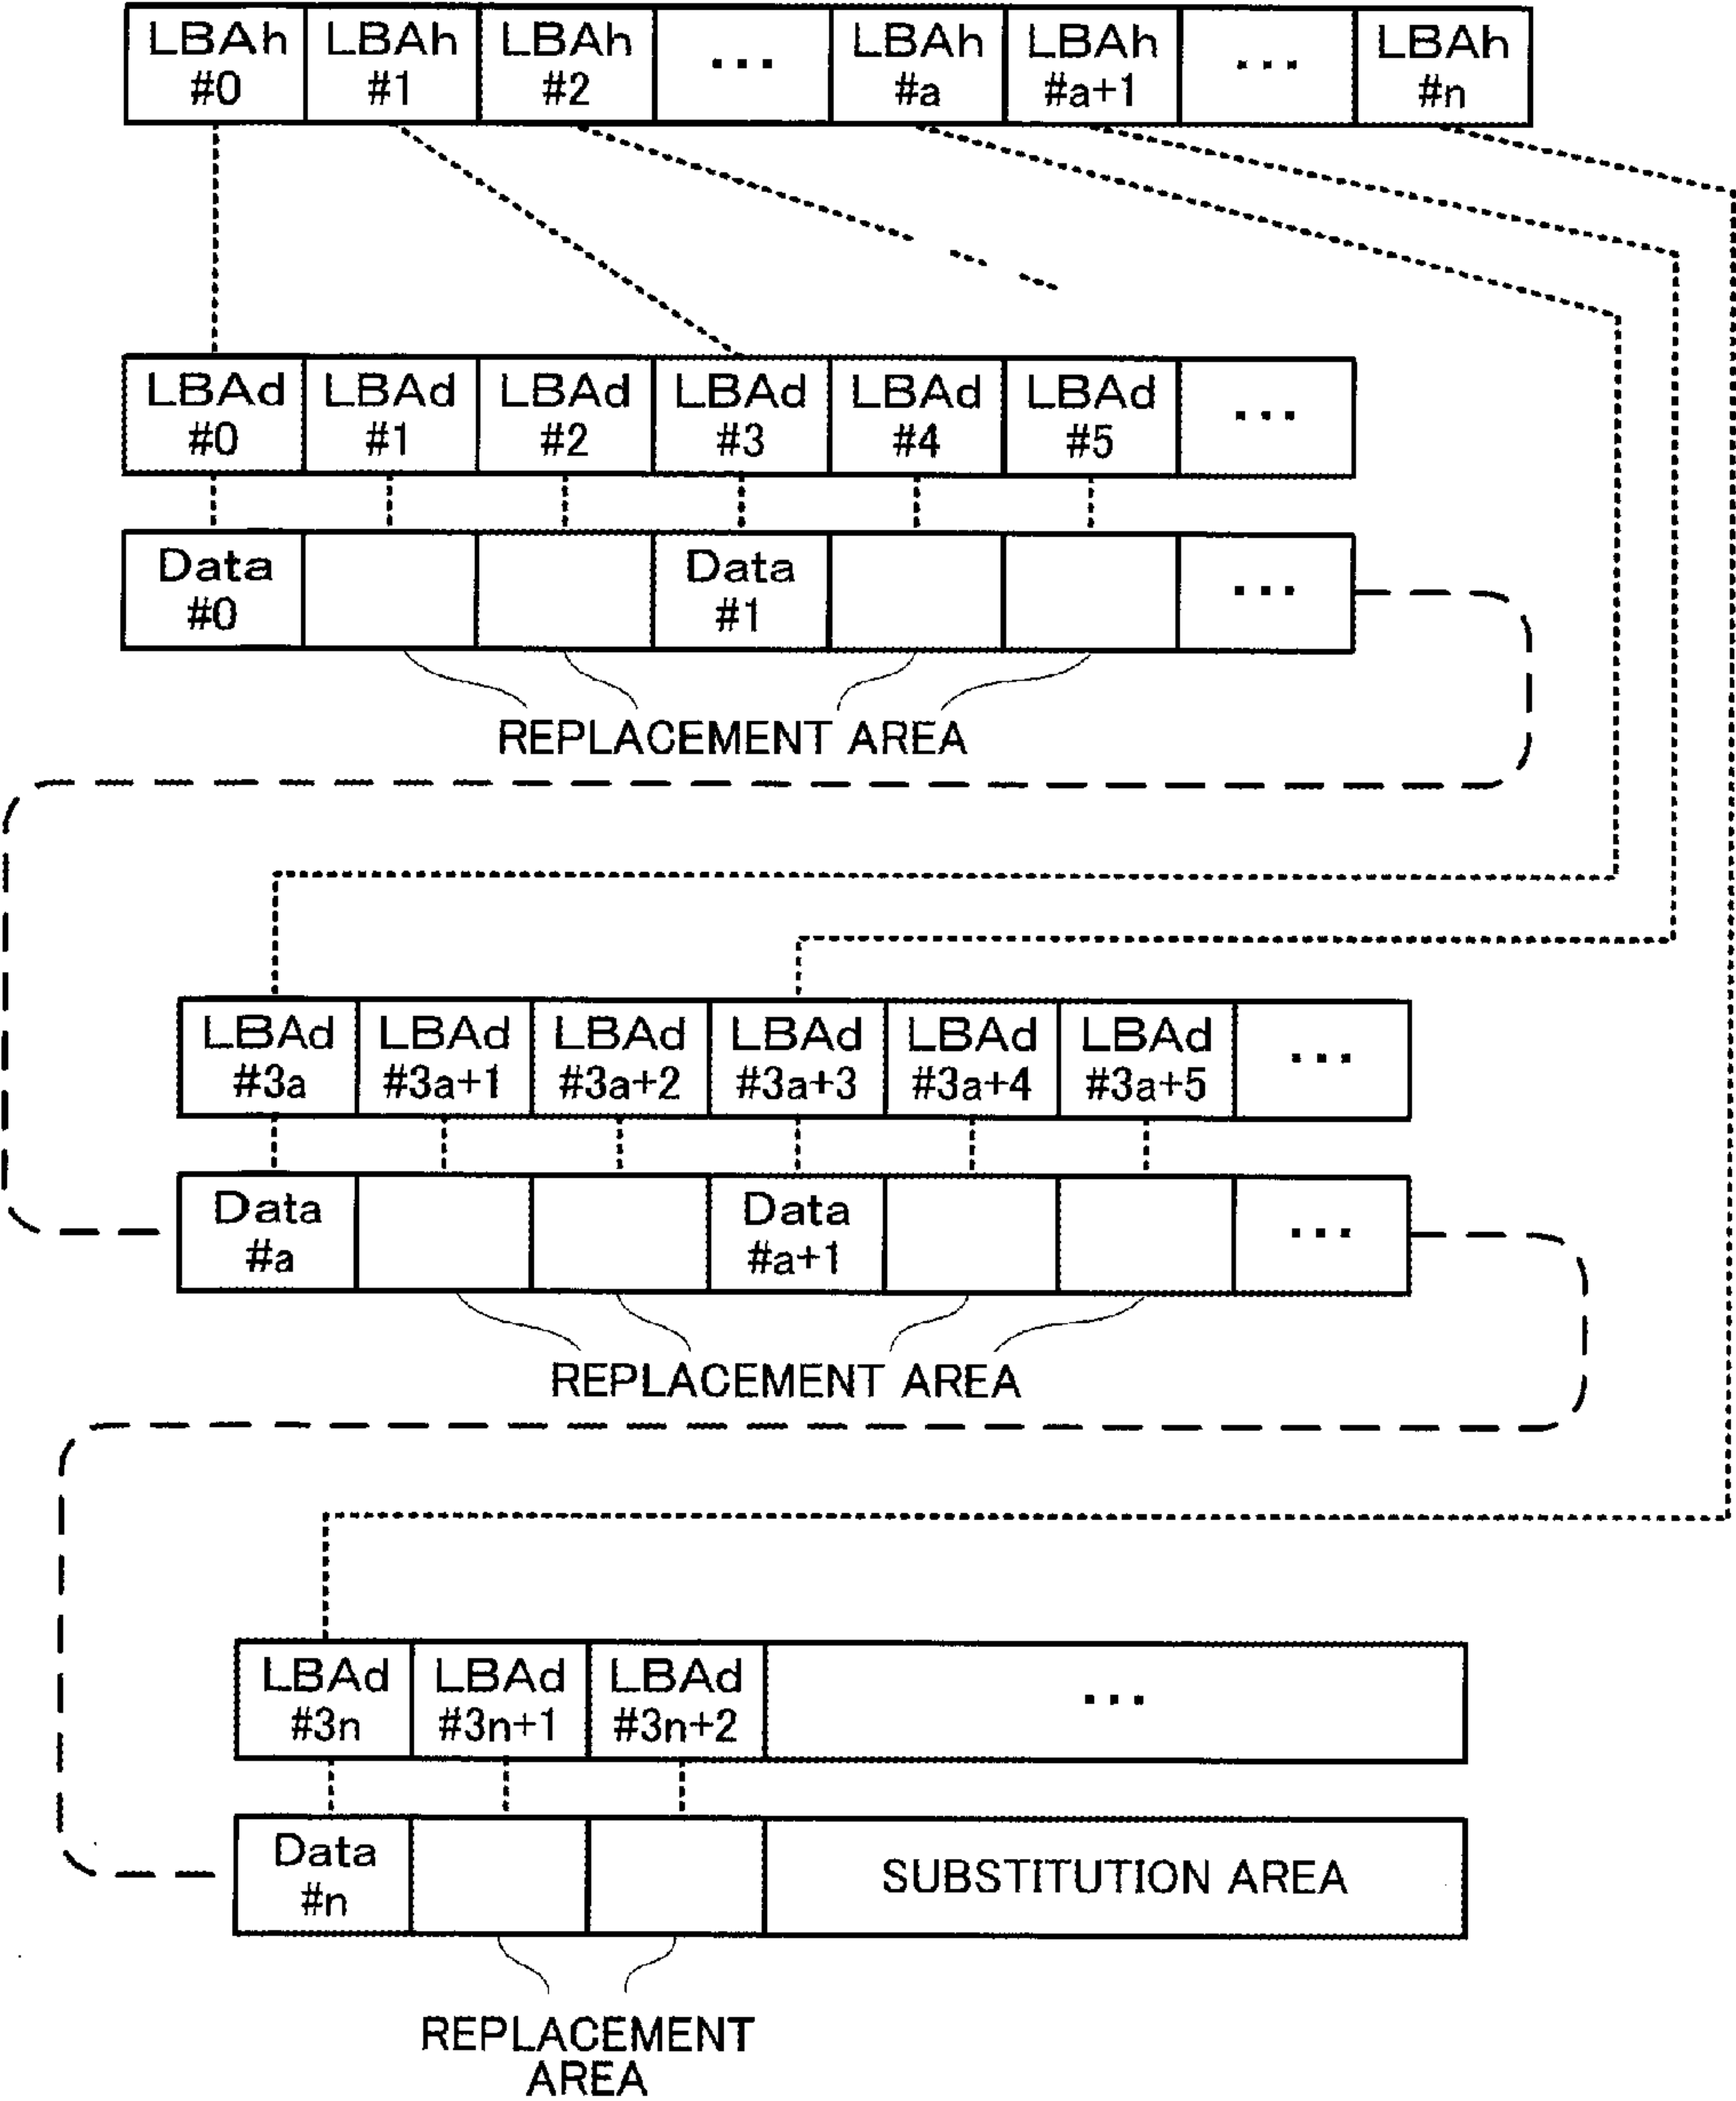 LBAh LBAh LBAh ... LBAh LBAh ... LBAh
#0 #1 #2 #a #a+1 #n
LBAd LBAd LBAd LBAd LBAd LBAd ...
#0 #1 #2 #3 #4 #5
Data Data ...
#0 #1
REPLACEMENT AREA
LBAd LBAd LBAd LBAd LBAd LBAd ...
#3a #3a+1 #3a+2 #3a+3 #3a+4 #3a+5
Data Data ...
#a #a+1
REPLACEMENT AREA
LBAd LBAd LBAd ...
#3n #3n+1 #3n+2
Data SUBSTITUTION AREA
#n
REPLACEMENT
AREA